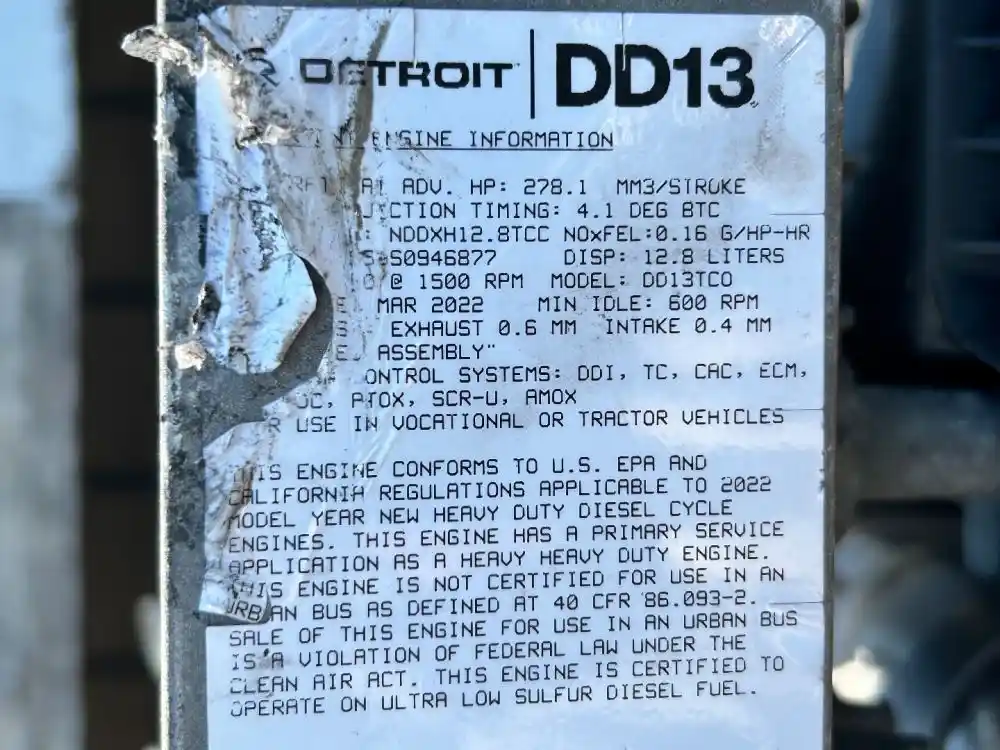 DETROIT DD13
ENGINE INFORMATION
AT ADV. HP: 278.1 MM3/STROKE
TIMING: 4.1 DEG BTC
: NDDXH12.8TCC NOxFEL:0.16 G/HP-HR
S0946877 DISP: 12.8 LITERS
@ 1500 RPM MODEL: DD13TCO
MAR 2022 MIN IDLE: 600 RPM
EXHAUST 0.6 MM INTAKE 0.4 MM
ASSEMBLY"
CONTROL SYSTEMS: DDI, TC, CAC, ECM,
PTOX, SCR-U, AMOX
R USE IN VOCATIONAL OR TRACTOR VEHICLES
THIS ENGINE CONFORMS TO U.S. EPA AND
CALIFORNIA REGULATIONS APPLICABLE TO 2022
MODEL YEAR NEW HEAVY DUTY DIESEL CYCLE
ENGINES. THIS ENGINE HAS A PRIMARY SERVICE
APPLICATION AS A HEAVY HEAVY DUTY ENGINE.
THIS ENGINE IS NOT CERTIFIED FOR USE IN AN
URBAN BUS AS DEFINED AT 40 CFR 86.093-2.
SALE OF THIS ENGINE FOR USE IN AN URBAN BUS
IS A VIOLATION OF FEDERAL LAW UNDER THE
CLEAN AIR ACT. THIS ENGINE IS CERTIFIED TO
OPERATE ON ULTRA LOW SULFUR DIESEL FUEL.